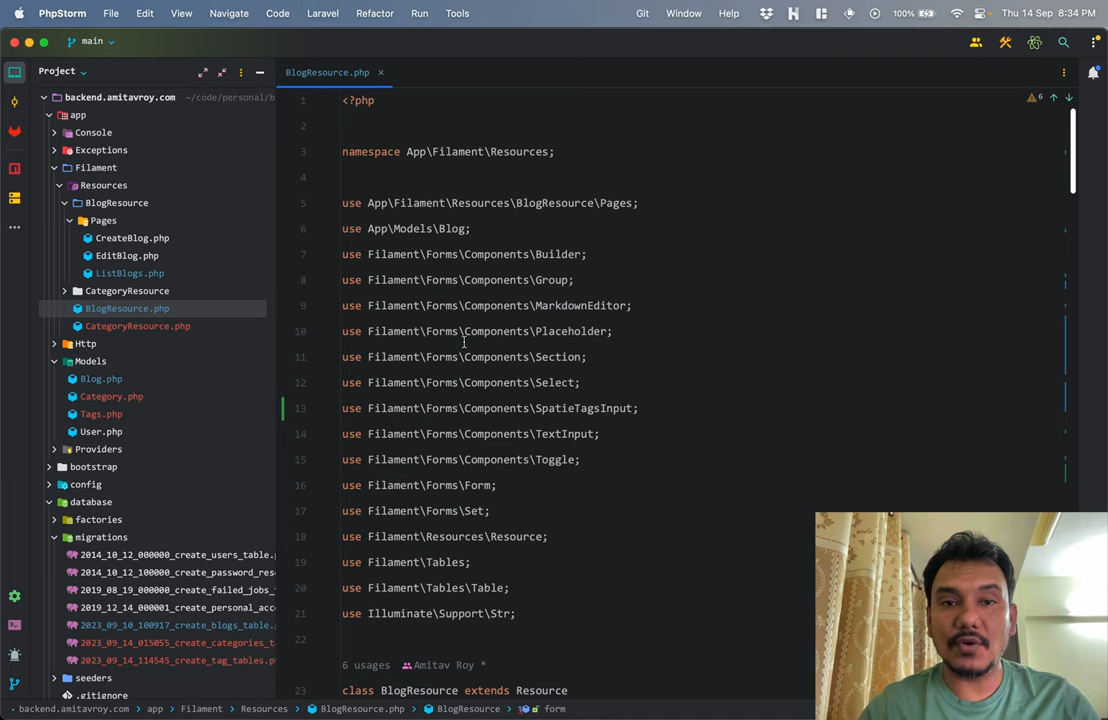 PhpStorm File Edit View Navigate Code Laravel Refactor Run Tools Git Window Help 100% Thu 14 Sep 8:34 PM
main
Project
BlogResource.php
backend.amitavroy.com ~/code/personal/b
app
Console
Exceptions
Filament
Resources
BlogResource
Pages
CreateBlog.php
EditBlog.php
ListBlogs.php
CategoryResource
BlogResource.php
CategoryResource.php
Http
Models
Blog.php
Category.php
Tags.php
User.php
Providers
bootstrap
config
database
factories
migrations
2014_10_12_000000_create_users_table.
2014_10_12_100000_create_password_res
2019_08_19_000000_create_failed_jobs_
2019_12_14_000001_create_personal_acc
2023_09_10_100917_create_blogs_table.
2023_09_14_015055_create_categories_t
2023_09_14_114545_create_tag_tables.p
seeders
.gitignore
6
1 <?php
2
3 namespace App\Filament\Resources;
4
5 use App\Filament\Resources\BlogResource\Pages;
6 use App\Models\Blog;
7 use Filament\Forms\Components\Builder;
8 use Filament\Forms\Components\Group;
9 use Filament\Forms\Components\MarkdownEditor;
10 use Filament\Forms\Components\Placeholder;
11 use Filament\Forms\Components\Section;
12 use Filament\Forms\Components\Select;
13 use Filament\Forms\Components\SpatieTagsInput;
14 use Filament\Forms\Components\TextInput;
15 use Filament\Forms\Components\Toggle;
16 use Filament\Forms\Form;
17 use Filament\Forms\Set;
18 use Filament\Resources\Resource;
19 use Filament\Tables;
20 use Filament\Tables\Table;
21 use Illuminate\Support\Str;
22
6 usages Amitav Roy *
23 class BlogResource extends Resource
backend.amitavroy.com › app › Filament › Resources › BlogResource.php › BlogResource › form